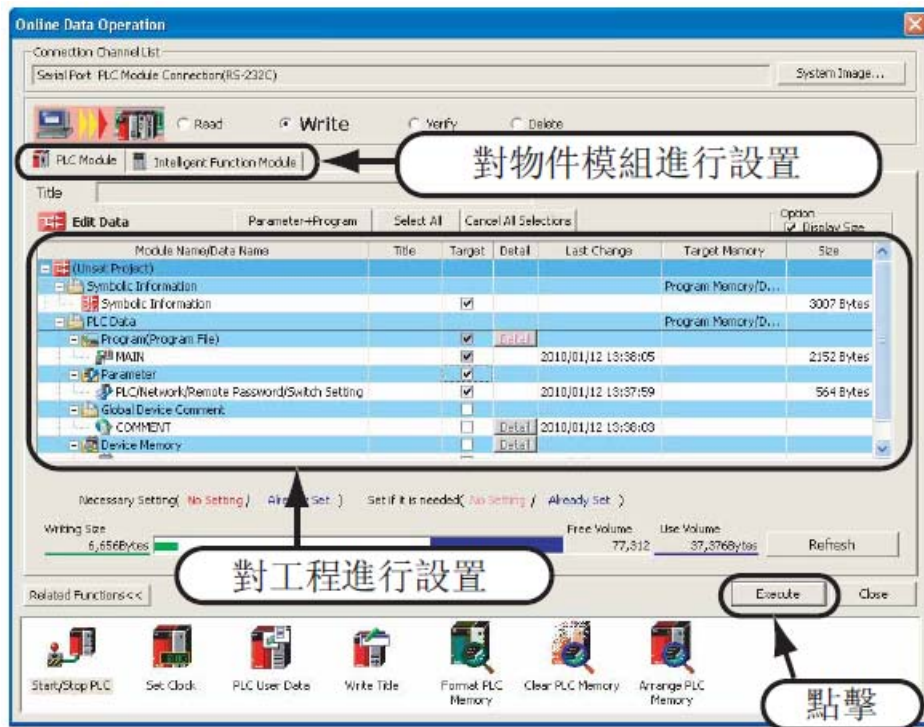 Online Data Operation
Connection Channel List
Serial Port PLC Module Connection(RS-232C)
System Image...
Read
Write
Verify
Delete
PLC Module
Intelligent Function Module
對物件模組進行設置
Title
Edit Data
Parameter+Program
Select All
Cancel All Selections
Option
Display Size
Module Name/Data Name Title Target Detail Last Change Target Memory Size
(Unset Project)
Symbolic Information Program Memory/D...
Symbolic Information 3007 Bytes
PLC Data Program Memory/D...
Program(Program File) Detail
MAIN 2010/01/12 13:38:05 2152 Bytes
Parameter
PLC/Network/Remote Password/Switch Setting 2010/01/12 13:37:59 564 Bytes
Global Device Comment
COMMENT Detail 2010/01/12 13:38:03
Device Memory Detail
Necessary Setting( No Setting / Already Set ) Set if it is needed( No Setting / Already Set )
Writing Size
6,656Bytes
Free Volume
77,312
Use Volume
37,376Bytes
Refresh
對工程進行設置
Related Functions<<
Execute
Close
Start/Stop PLC
Set Clock
PLC User Data
Write Title
Format PLC Memory
Clear PLC Memory
Arrange PLC Memory
點擊